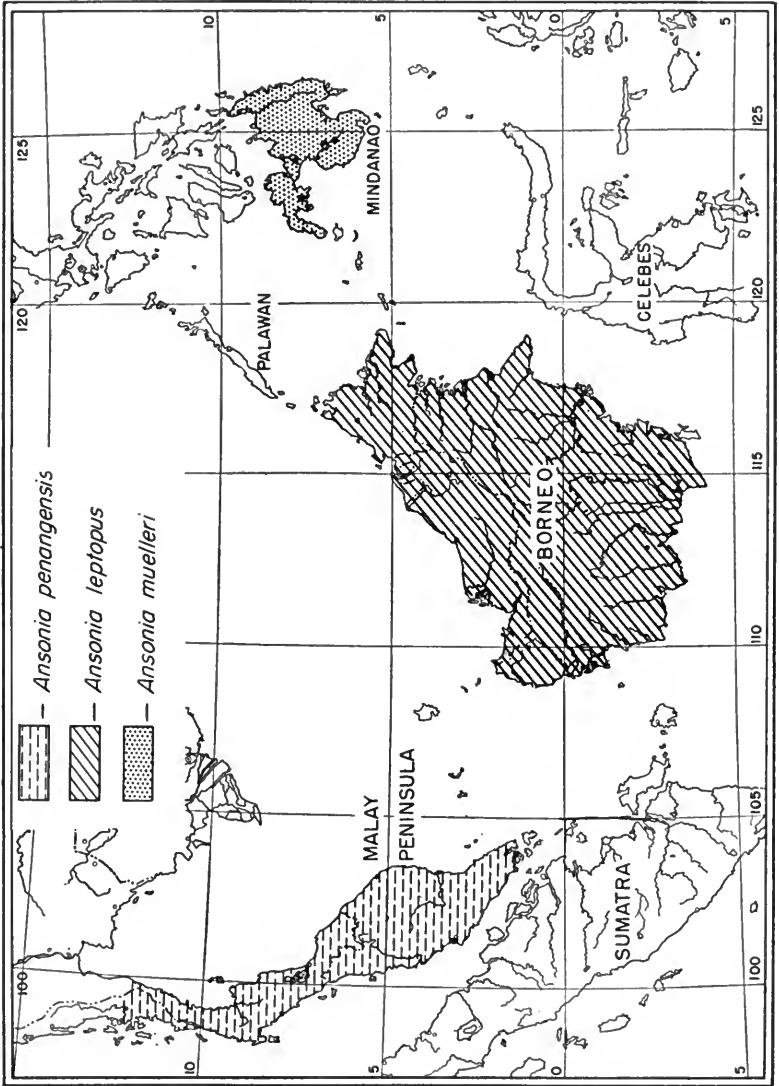 100
120
125
— Ansonia penangensis
— Ansonia leptopus
— Ansonia muelleri
10
10
PALAWAN
MALAY
PENINSULA
MINDANAO
5
5
BORNEO
0
0
SUMATRA
CELEBES
5
100
105
110
115
120
125